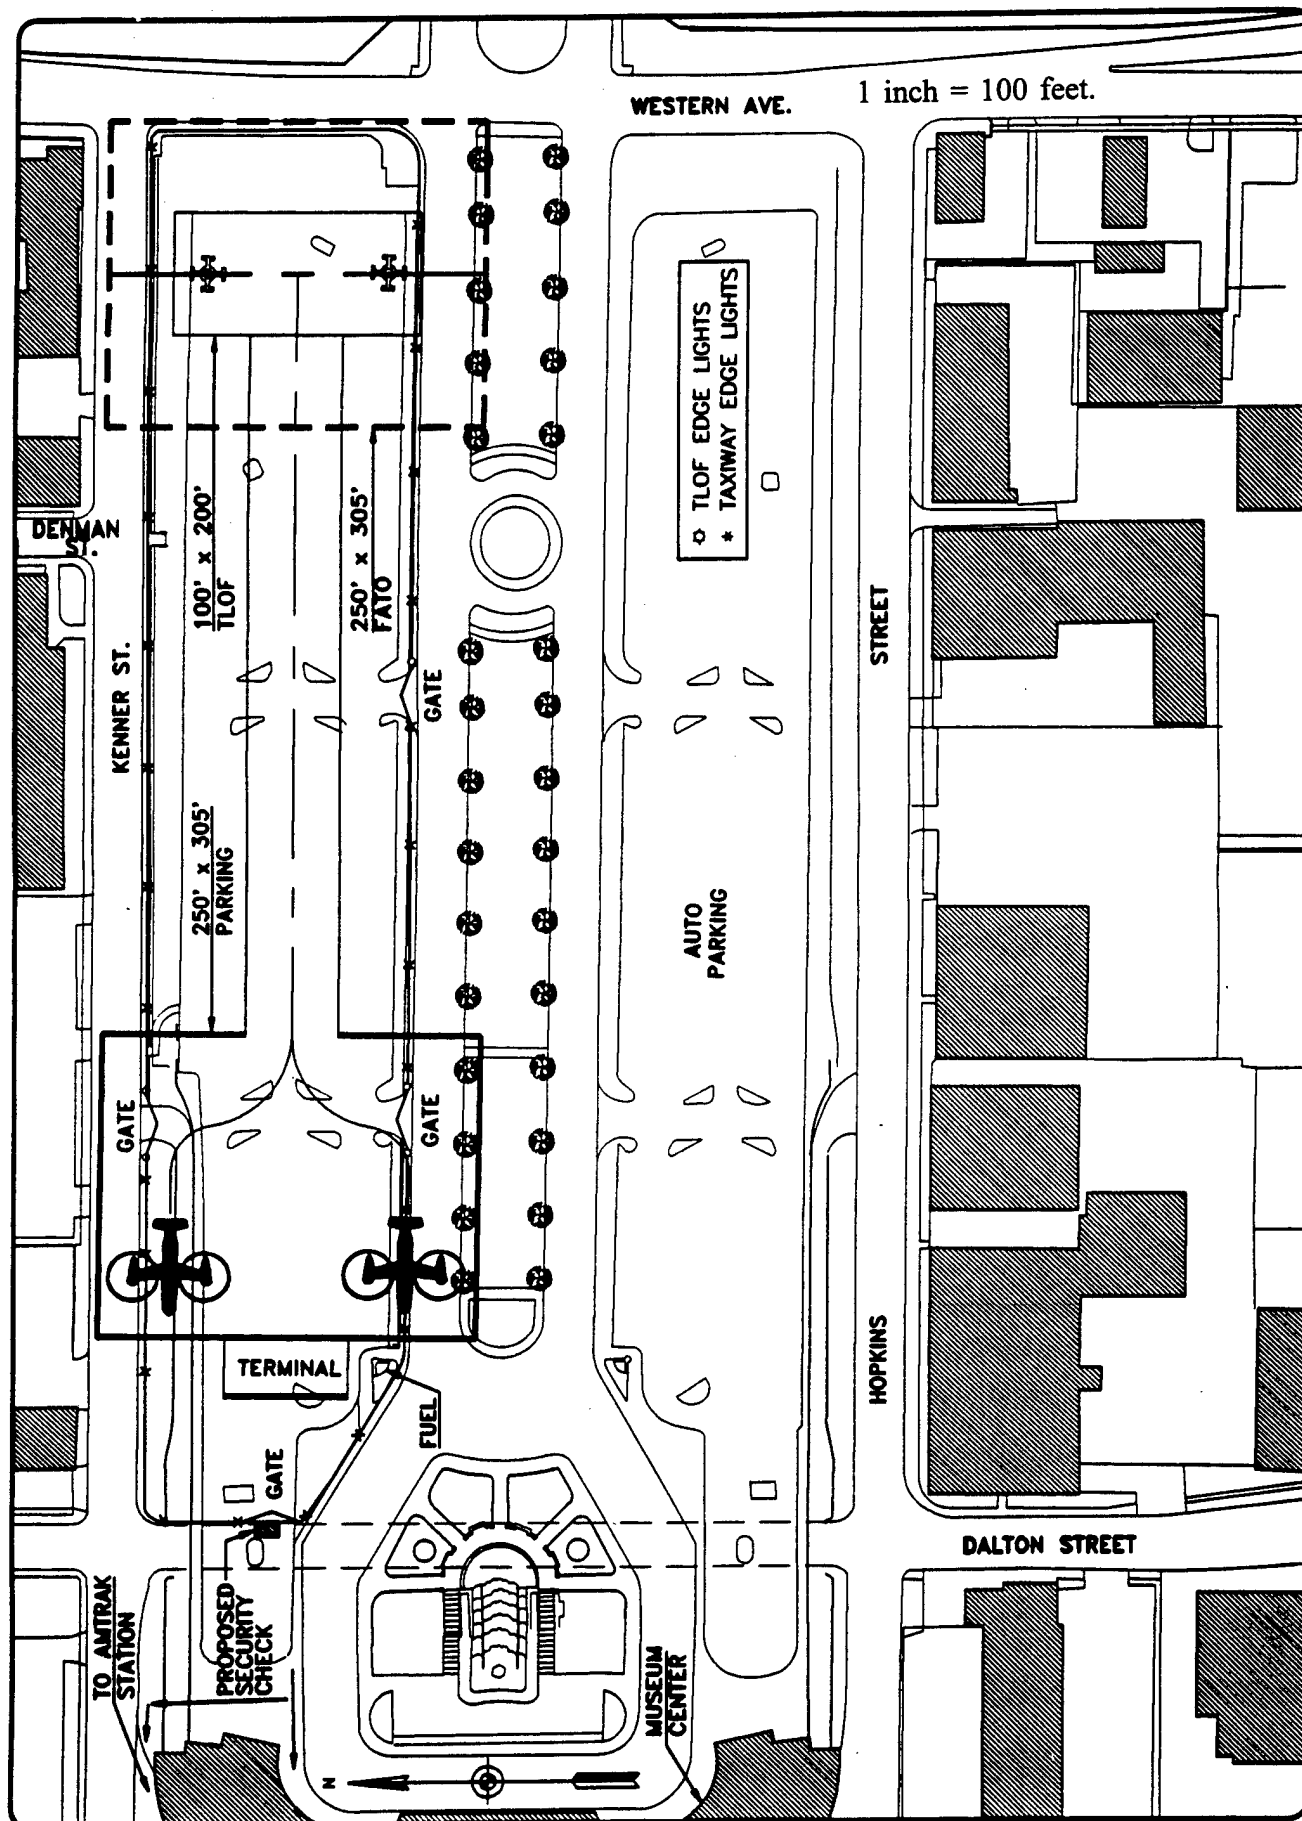 WESTERN AVE.
1 inch = 100 feet.
TLOF EDGE LIGHTS
* TAXIWAY EDGE LIGHTS
DENMAN
ST.
100' x 200'
TLOF
250' x 305'
FATO
KENNER ST.
GATE
STREET
250' x 305'
PARKING
AUTO
PARKING
GATE
GATE
TERMINAL
FUEL
HOPKINS
GATE
DALTON STREET
TO AMTRAK
STATION
PROPOSED
SECURITY
CHECK
MUSEUM
CENTER
N